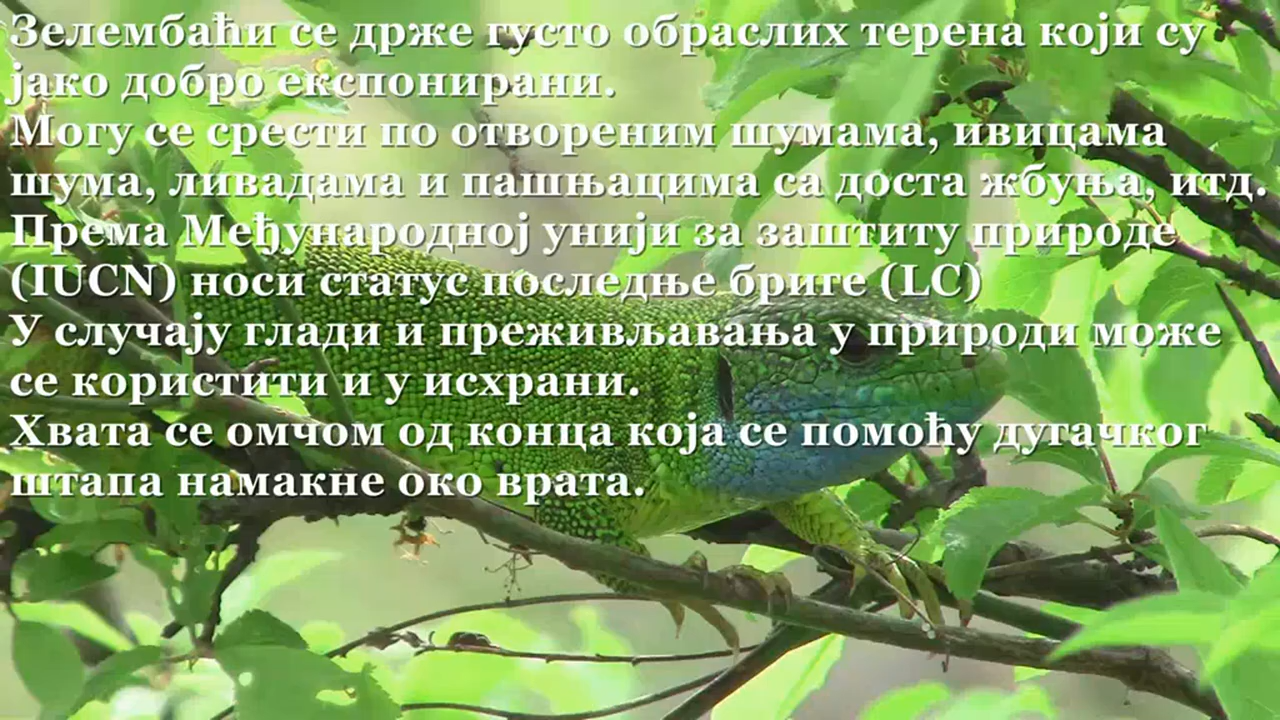 Зелембаћи се држе густо обраслих терена који су
јако добро експонирани.
Могу се срести по отвореним шумама, ивицама
шума, ливадама и пашњацима са доста жбуња, итд.
Према Међународној унији за заштиту природе
(IUCN) носи статус последње бриге (LC)
У случају глади и преживљавања у природи може
се користити и у исхрани.
Хвата се омчом од конца која се помоћу дугачког
штапа намакне око врата.